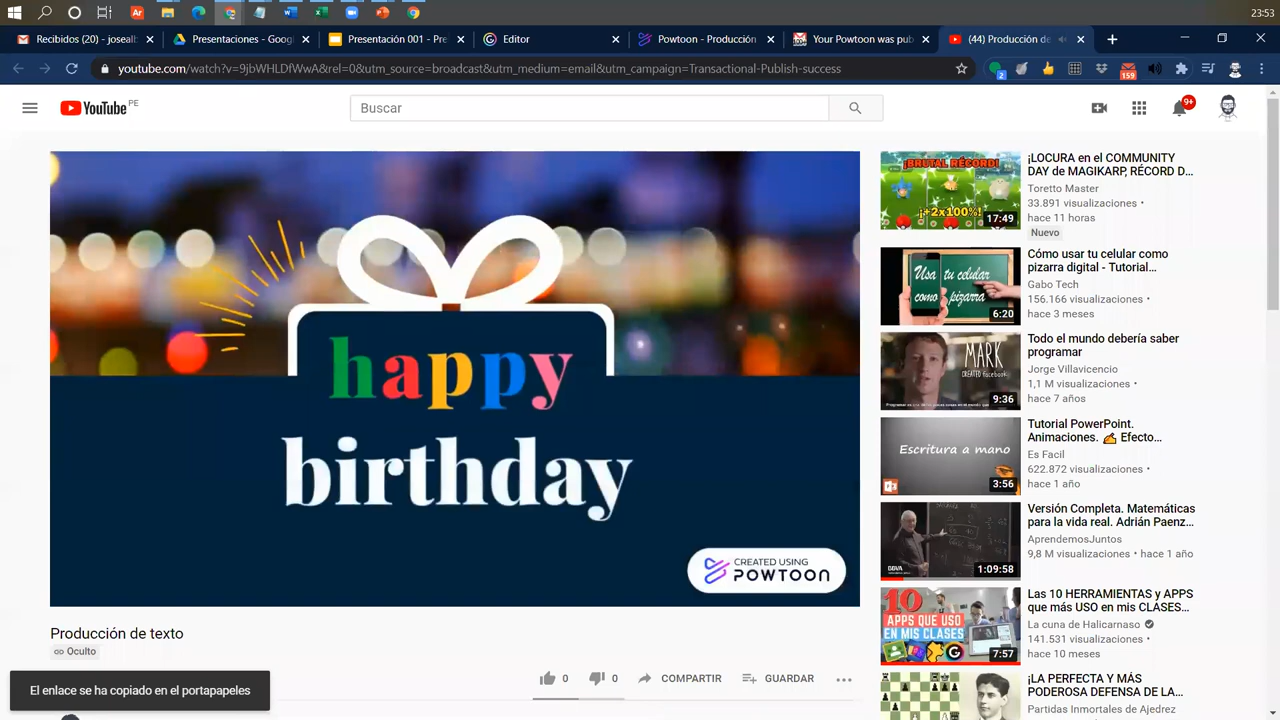 23:53
Recibidos (20) - josealb
Presentaciones - Googl
Presentación 001 - Pre
Editor
Powtoon - Producción
Your Powtoon was pub
(44) Producción de
youtube.com/watch?v=9jbWHLDfWwA&rel=0&utm_source=broadcast&utm_medium=email&utm_campaign=Transactional-Publish-success
2
159
YouTube PE
Buscar
9+
happy
birthday
CREATED USING
POWTOON
Producción de texto
Oculto
0
0
COMPARTIR
GUARDAR
El enlace se ha copiado en el portapapeles
¡BRUTAL RÉCORD!
¡+2x100%!
17:49
¡LOCURA en el COMMUNITY
DAY de MAGIKARP, RÉCORD D...
Toretto Master
33.891 visualizaciones •
hace 11 horas
Nuevo
Usa tu celular
como pizarra
6:20
Cómo usar tu celular como
pizarra digital - Tutorial...
Gabo Tech
156.166 visualizaciones •
hace 3 meses
MARK
CREATED facebook
9:36
Todo el mundo debería saber
programar
Jorge Villavicencio
1,1 M visualizaciones •
hace 7 años
Escritura a mano
3:56
Tutorial PowerPoint.
Animaciones. ✍ Efecto...
Es Facil
622.872 visualizaciones •
hace 1 año
BBVA
1:09:58
Versión Completa. Matemáticas
para la vida real. Adrián Paenz...
AprendemosJuntos
9,8 M visualizaciones • hace 1 año
10
APPS QUE USO
EN MIS CLASES
7:57
Las 10 HERRAMIENTAS y APPS
que más USO en mis CLASES...
La cuna de Halicarnaso
141.531 visualizaciones •
hace 10 meses
¡LA PERFECTA Y MÁS
PODEROSA DEFENSA DE LA...
Partidas Inmortales de Ajedrez